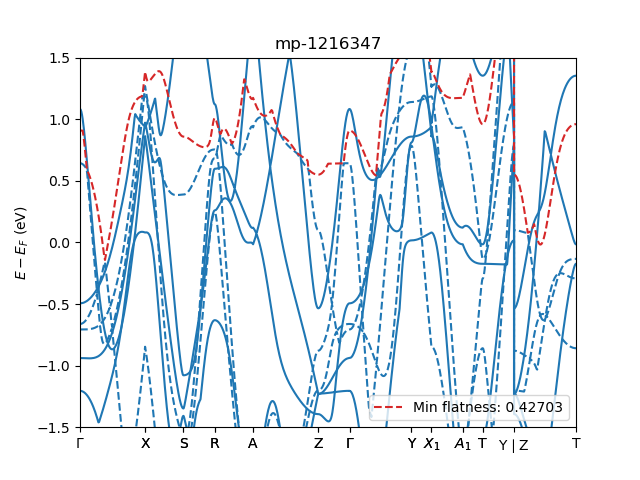 mp-1216347
1.5
1.0
0.5
0.0
−0.5
−1.0
−1.5
E − E_F (eV)
Min flatness: 0.42703
Γ X S R A Z Γ Y X₁ A₁ T Y | Z T